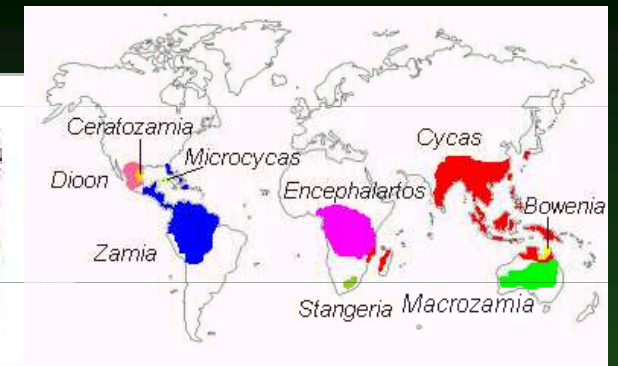 Ceratozamia
Cycas
Microcycas
Dioon
Encephalartos
Bowenia
Zamia
Stangeria Macrozamia